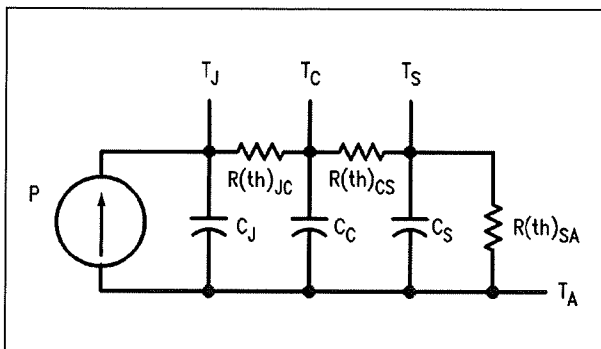 T_J T_C T_S
P
R(th)_JC R(th)_CS
C_J C_C C_S R(th)_SA
T_A